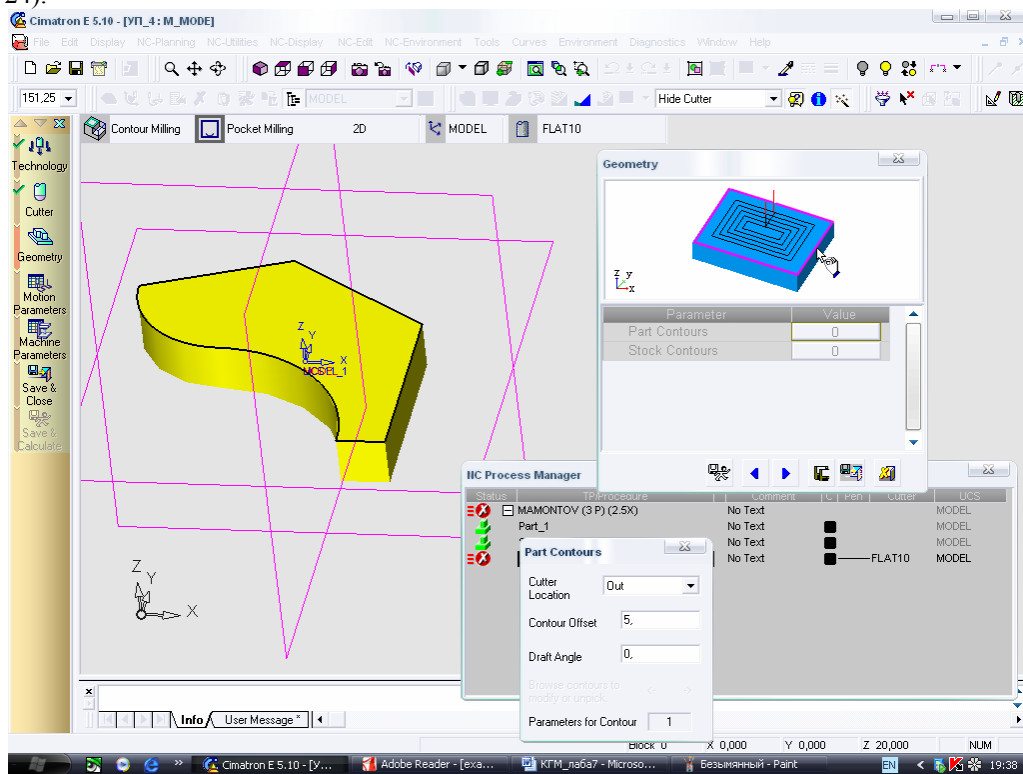 24).
Cimatron E 5.10 - [УП_4 : M_MODE]
File Edit Display NC-Planning NC-Utilities NC-Display NC-Edit NC-Environment Tools Curves Environment Diagnostics Window Help
151,25 MODEL Hide Cutter
Contour Milling Pocket Milling 2D MODEL FLAT10
Technology
Cutter
Geometry
Motion
Parameters
Machine
Parameters
Save &
Close
Save &
Calculate
Z
Y
X
MODEL_1
Z
Y
X
Geometry
Z y
x
Parameter Value
Part Contours 0
Stock Contours 0
NC Process Manager
Status TP/Procedure Comment C Pen Cutter UCS
MAMONTOV (3 P) (2.5X) No Text MODEL
Part_1 No Text MODEL
No Text MODEL
No Text FLAT10 MODEL
Part Contours
Cutter
Location Out
Contour Offset 5,
Draft Angle 0,
Browse contours to
modify or unpick
Parameters for Contour 1
Info User Message *
Block 0 X 0,000 Y 0,000 Z 20,000 NUM
Cimatron E 5.10 - [У... Adobe Reader - [exa... КГМ_лаба7 - Microso... Безымянный - Paint EN 19:38